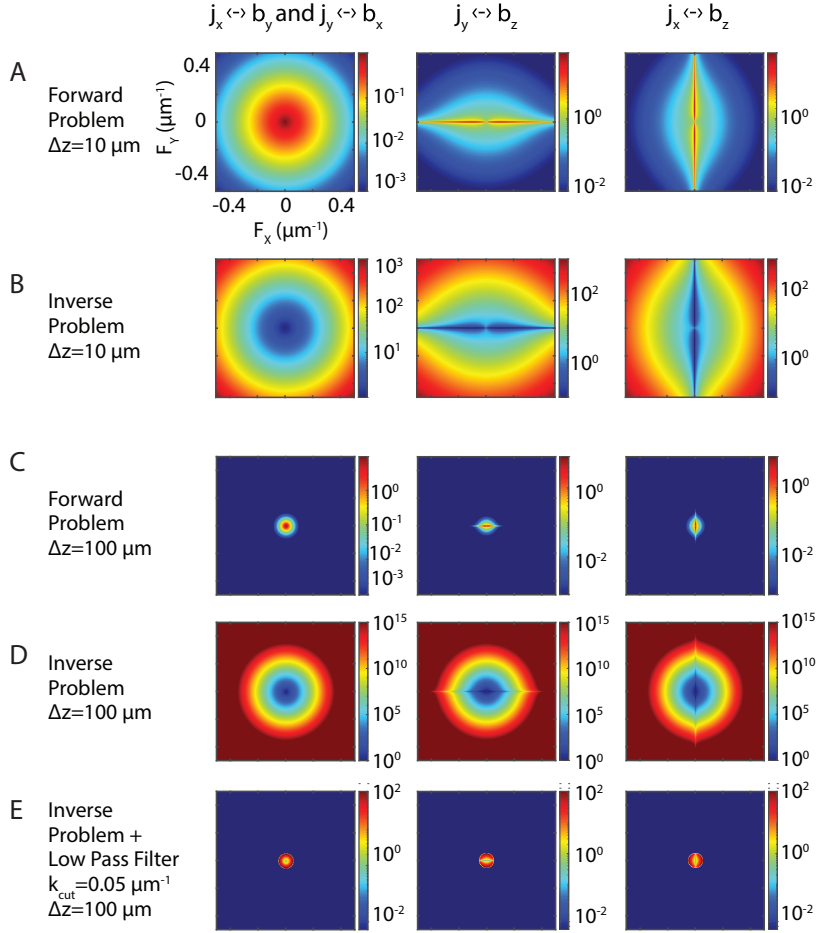 jx <-> by and jy <-> bx jy <-> bz jx <-> bz
A
Forward
Problem
Δz=10 μm
FY (μm⁻¹)
0.4
0
-0.4
-0.4 0 0.4
FX (μm⁻¹)
10⁻¹
10⁻²
10⁻³
10⁰
10⁻²
10⁰
10⁻²
B
Inverse
Problem
Δz=10 μm
10³
10²
10¹
10²
10⁰
10²
10⁰
C
Forward
Problem
Δz=100 μm
10⁰
10⁻¹
10⁻²
10⁻³
10⁰
10⁻²
10⁰
10⁻²
D
Inverse
Problem
Δz=100 μm
10¹⁵
10¹⁰
10⁵
10⁰
10¹⁵
10¹⁰
10⁵
10⁰
10¹⁵
10¹⁰
10⁵
10⁰
E
Inverse
Problem +
Low Pass Filter
kcut=0.05 μm⁻¹
Δz=100 μm
10²
10⁰
10⁻²
10²
10⁰
10⁻²
10²
10⁰
10⁻²